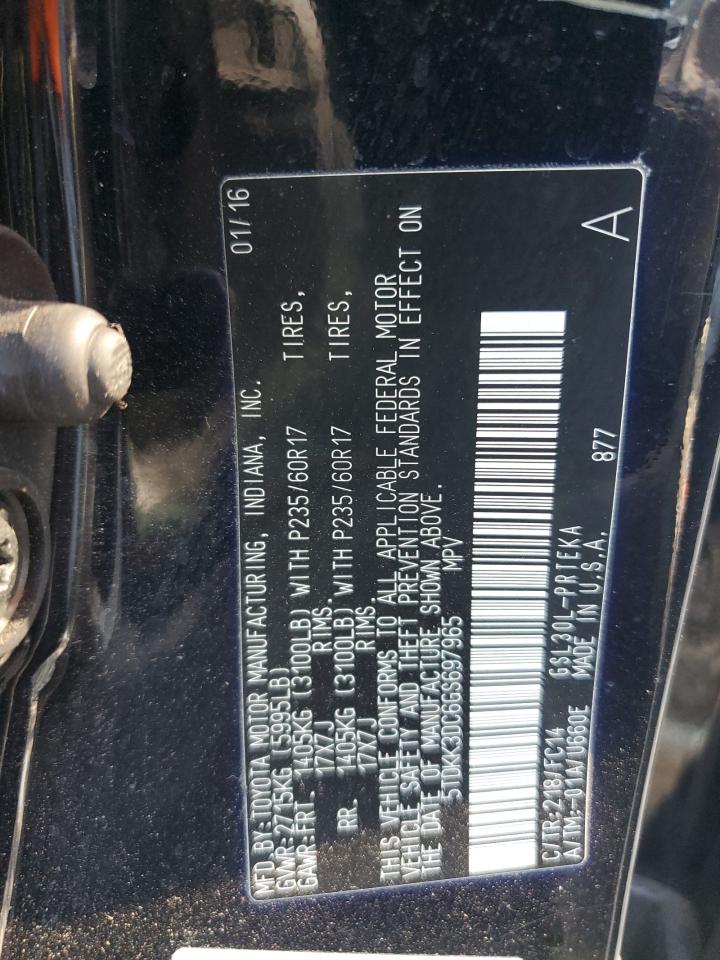 MFD. BY: TOYOTA MOTOR MANUFACTURING, INDIANA, INC. 01/16
GVWR: 2715KG (5995LB)
GAWR: FRT. 1405KG (3100LB) WITH P235/60R17 TIRES,
17X7J RIMS.
RR. 1405KG (3100LB) WITH P235/60R17 TIRES,
17X7J RIMS.
THIS VEHICLE CONFORMS TO ALL APPLICABLE FEDERAL MOTOR
VEHICLE SAFETY AND THEFT PREVENTION STANDARDS IN EFFECT ON
THE DATE OF MANUFACTURE SHOWN ABOVE.
5TDKK3DC6GS697965 MPV
C/TR: 218/FC14 GSL30L-PRTEKA 877 A
A/TM: -01A/U660E MADE IN U.S.A.